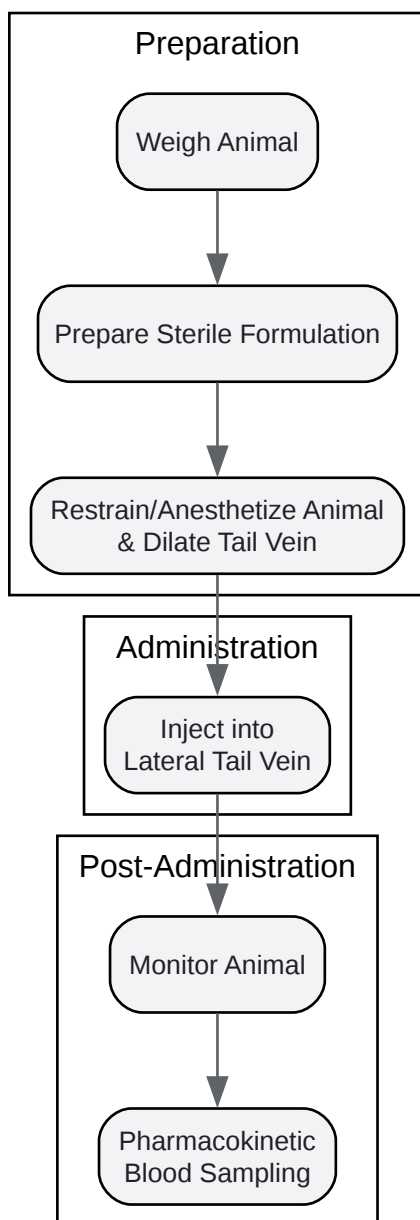 Preparation
Weigh Animal
Prepare Sterile Formulation
Restrain/Anesthetize Animal
& Dilate Tail Vein
Administration
Inject into
Lateral Tail Vein
Post-Administration
Monitor Animal
Pharmacokinetic
Blood Sampling